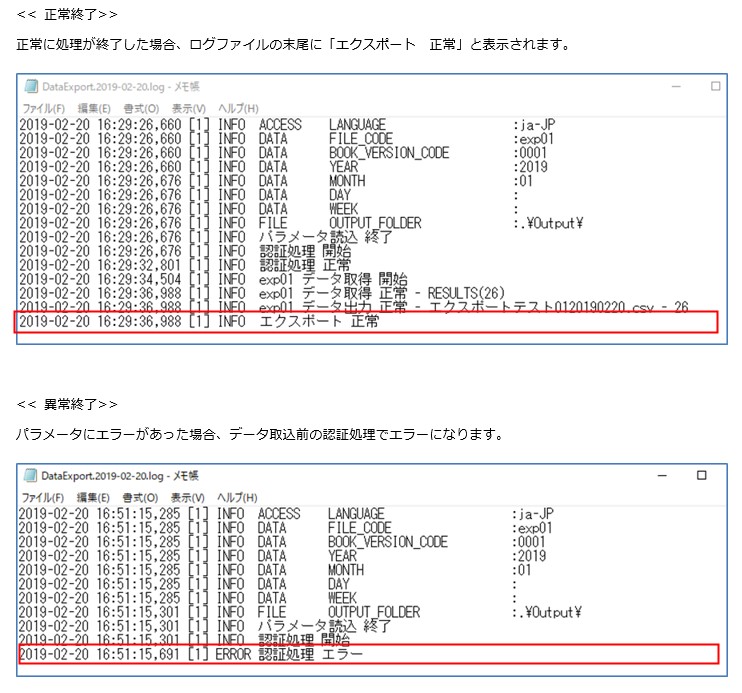 << 正常終了>>
正常に処理が終了した場合、ログファイルの末尾に「エクスポート　正常」と表示されます。
DataExport.2019-02-20.log - メモ帳
ファイル(F) 編集(E) 書式(O) 表示(V) ヘルプ(H)
2019-02-20 16:29:26,660 [1] INFO ACCESS LANGUAGE :ja-JP
2019-02-20 16:29:26,660 [1] INFO DATA FILE_CODE :exp01
2019-02-20 16:29:26,660 [1] INFO DATA BOOK_VERSION_CODE :0001
2019-02-20 16:29:26,660 [1] INFO DATA YEAR :2019
2019-02-20 16:29:26,676 [1] INFO DATA MONTH :01
2019-02-20 16:29:26,676 [1] INFO DATA DAY :
2019-02-20 16:29:26,676 [1] INFO DATA WEEK :
2019-02-20 16:29:26,676 [1] INFO FILE OUTPUT_FOLDER :.¥Output¥
2019-02-20 16:29:26,676 [1] INFO パラメータ読込 終了
2019-02-20 16:29:26,676 [1] INFO 認証処理 開始
2019-02-20 16:29:32,801 [1] INFO 認証処理 正常
2019-02-20 16:29:34,504 [1] INFO exp01 データ取得 開始
2019-02-20 16:29:36,988 [1] INFO exp01 データ取得 正常 - RESULTS(26)
2019-02-20 16:29:36,988 [1] INFO exp01 データ出力 正常 - エクスポートテスト0120190220.csv - 26
2019-02-20 16:29:36,988 [1] INFO エクスポート 正常
<< 異常終了>>
パラメータにエラーがあった場合、データ取込前の認証処理でエラーになります。
DataExport.2019-02-20.log - メモ帳
ファイル(F) 編集(E) 書式(O) 表示(V) ヘルプ(H)
2019-02-20 16:51:15,285 [1] INFO ACCESS LANGUAGE :ja-JP
2019-02-20 16:51:15,285 [1] INFO DATA FILE_CODE :exp01
2019-02-20 16:51:15,285 [1] INFO DATA BOOK_VERSION_CODE :0001
2019-02-20 16:51:15,285 [1] INFO DATA YEAR :2019
2019-02-20 16:51:15,285 [1] INFO DATA MONTH :01
2019-02-20 16:51:15,285 [1] INFO DATA DAY :
2019-02-20 16:51:15,285 [1] INFO DATA WEEK :
2019-02-20 16:51:15,301 [1] INFO FILE OUTPUT_FOLDER :.¥Output¥
2019-02-20 16:51:15,301 [1] INFO パラメータ読込 終了
2019-02-20 16:51:15,301 [1] INFO 認証処理 開始
2019-02-20 16:51:15,691 [1] ERROR 認証処理 エラー